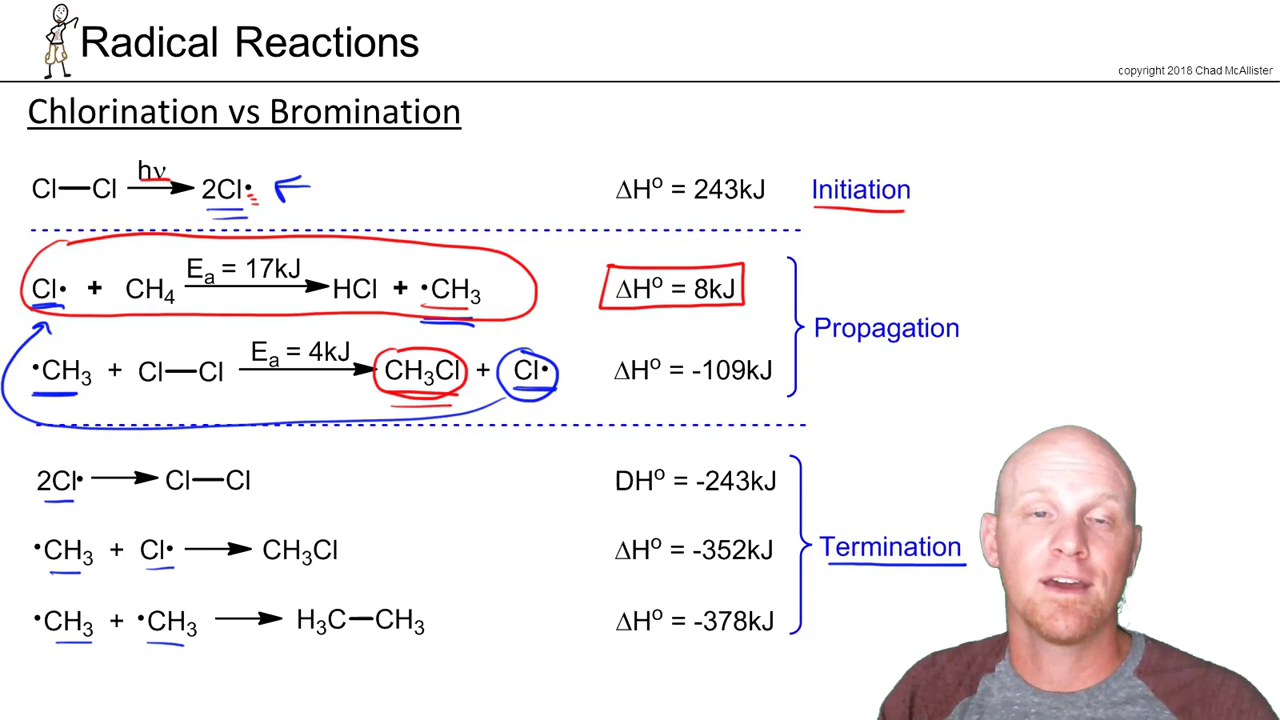 Radical Reactions
copyright 2018 Chad McAllister
Chlorination vs Bromination
Cl—Cl hν → 2Cl• ΔH° = 243kJ Initiation
Cl• + CH₄ Eₐ = 17kJ → HCl + •CH₃ ΔH° = 8kJ
Propagation
•CH₃ + Cl—Cl Eₐ = 4kJ → CH₃Cl + Cl• ΔH° = -109kJ
2Cl• → Cl—Cl DH° = -243kJ
•CH₃ + Cl• → CH₃Cl ΔH° = -352kJ Termination
•CH₃ + •CH₃ → H₃C—CH₃ ΔH° = -378kJ